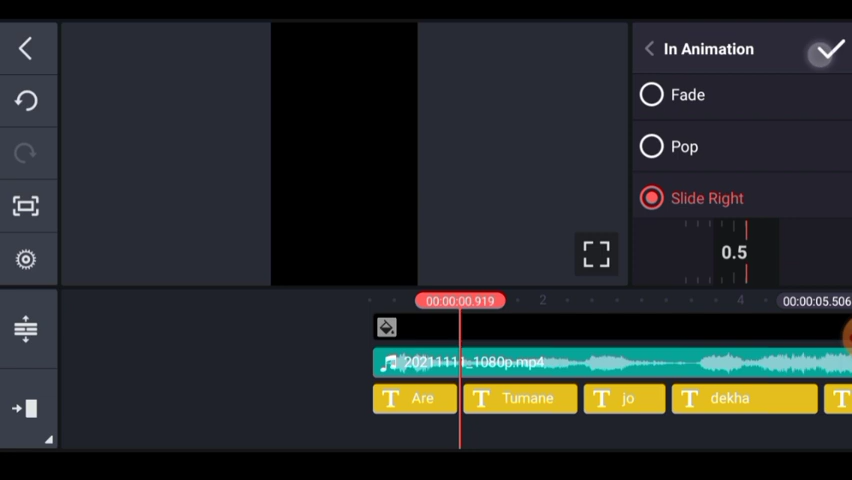 In Animation
Fade
Pop
Slide Right
0.5
00:00:00.919
2
4
00:00:05.506
20211111_1080p.mp4
T Are
T Tumane
T jo
T dekha
T